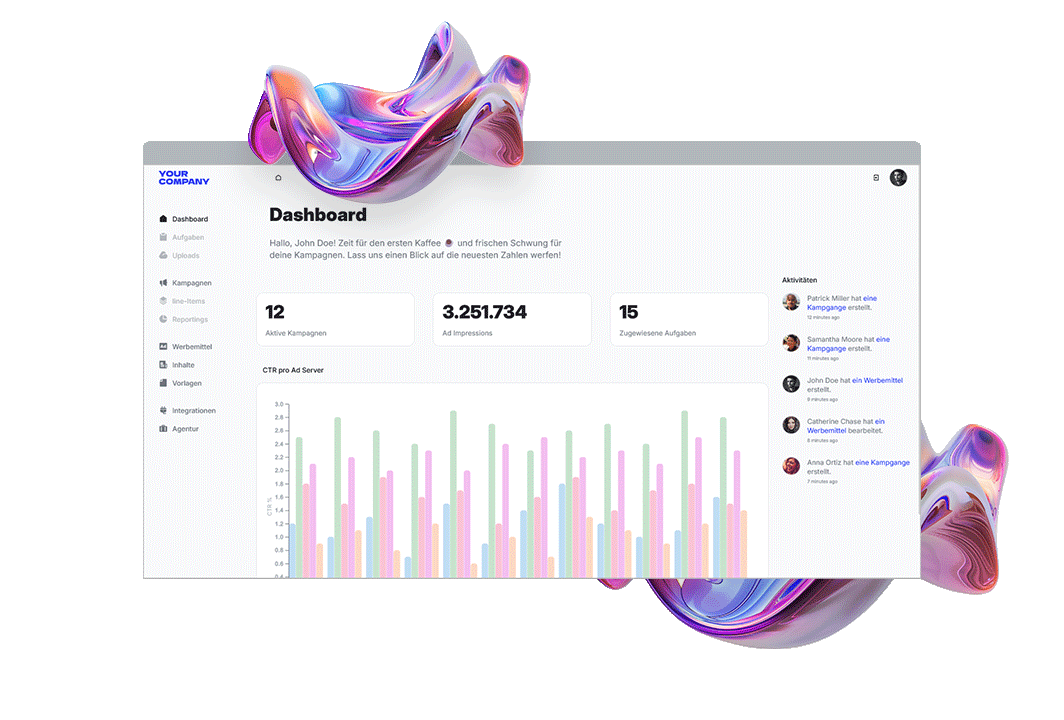 YOUR
COMPANY
Dashboard
Aufgaben
Uploads
Kampagnen
line-Items
Reportings
Werbemittel
Inhalte
Vorlagen
Integrationen
Agentur
Dashboard
Hallo, John Doe! Zeit für den ersten Kaffee und frischen Schwung für
deine Kampagnen. Lass uns einen Blick auf die neuesten Zahlen werfen!
12
Aktive Kampagnen
3.251.734
Ad Impressions
15
Zugewiesene Aufgaben
CTR pro Ad Server
3.0
2.8
2.6
2.4
2.2
2.0
1.8
1.6
1.4
1.2
1.0
0.8
0.6
0.4
CTR %
Aktivitäten
Patrick Miller hat eine
Kampgange erstellt.
12 minutes ago
Samantha Moore hat eine
Kampgange erstellt.
11 minutes ago
John Doe hat ein Werbemittel
erstellt.
9 minutes ago
Catherine Chase hat ein
Werbemittel bearbeitet.
8 minutes ago
Anna Ortiz hat eine Kampgange
erstellt.
7 minutes ago